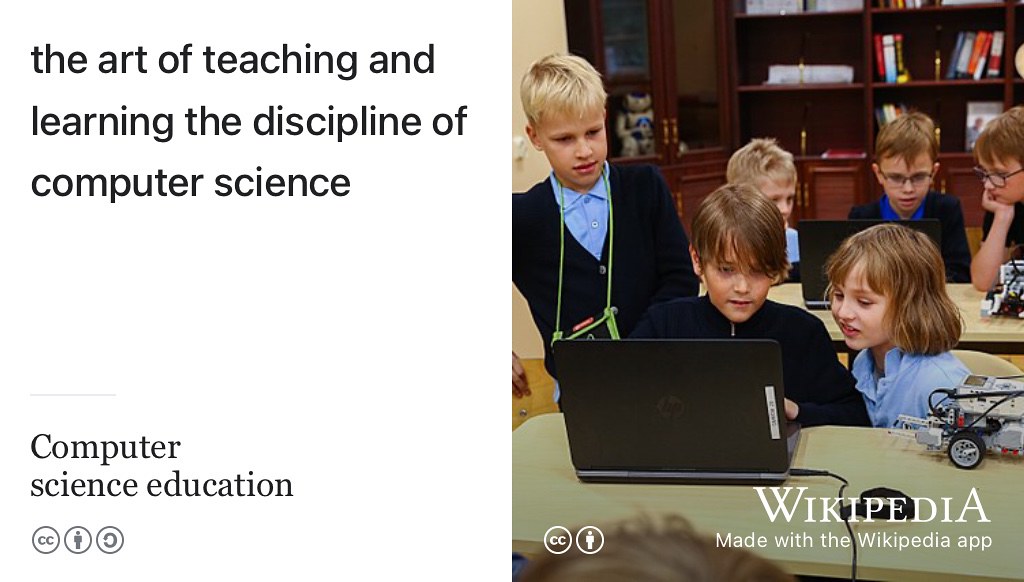 the art of teaching and
learning the discipline of
computer science
Computer
science education
WIKIPEDIA
Made with the Wikipedia app